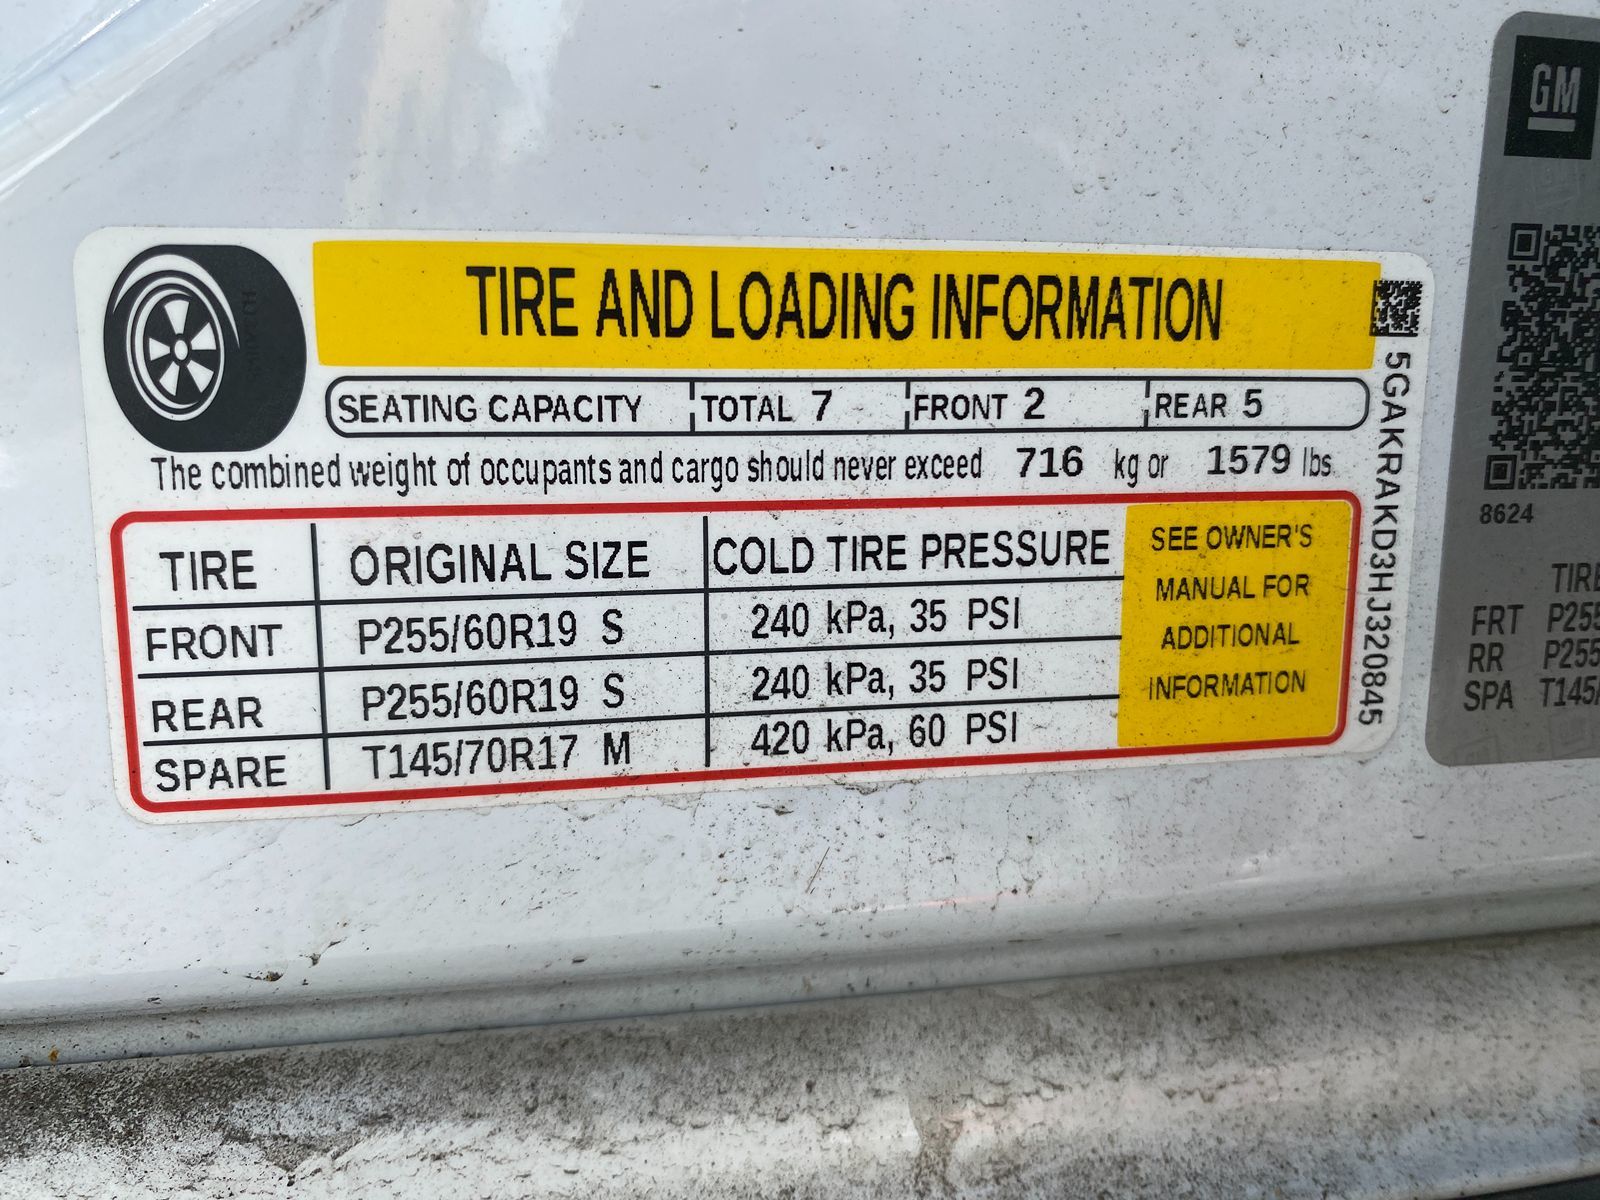 TIRE AND LOADING INFORMATION
SEATING CAPACITY TOTAL 7 FRONT 2 REAR 5
The combined weight of occupants and cargo should never exceed 716 kg or 1579 lbs.
TIRE ORIGINAL SIZE COLD TIRE PRESSURE
FRONT P255/60R19 S 240 kPa, 35 PSI
REAR P255/60R19 S 240 kPa, 35 PSI
SPARE T145/70R17 M 420 kPa, 60 PSI
SEE OWNER'S
MANUAL FOR
ADDITIONAL
INFORMATION
5GAKRAKD3HJ320845
GM
8624
TIRE
FRT P255
RR P255
SPA T145/